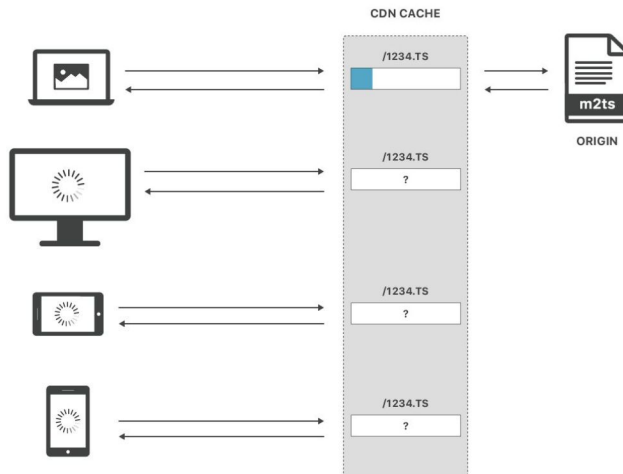 CDN CACHE
/1234.TS
m2ts
ORIGIN
/1234.TS
?
/1234.TS
?
/1234.TS
?